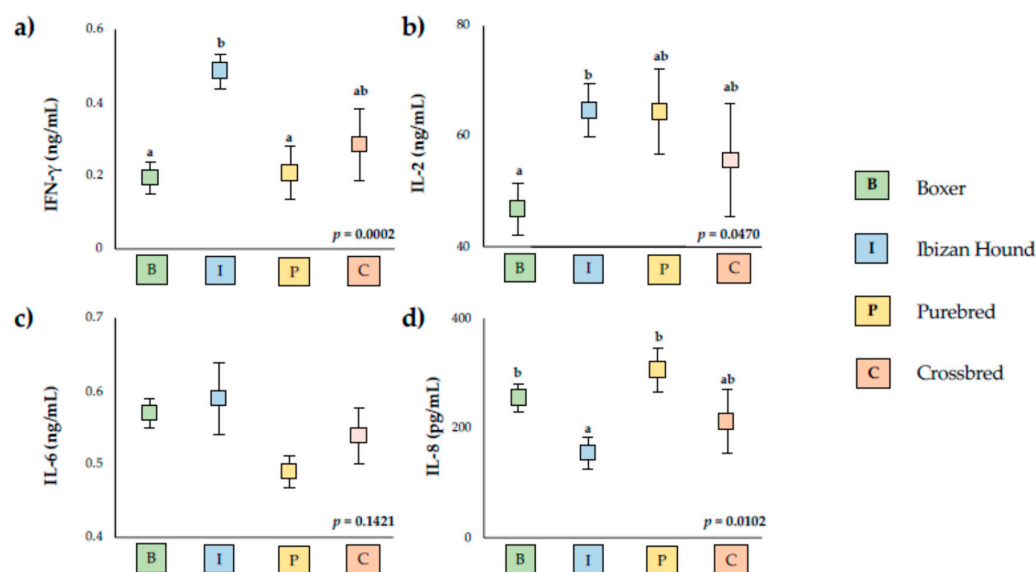 a)
0.6
b
0.4
ab
IFN-γ (ng/mL)
a
a
0.2
p = 0.0002
0
B
I
P
C
b)
80
ab
b
ab
IL-2 (ng/mL)
60
a
p = 0.0470
40
B
I
P
C
c)
0.7
0.6
IL-6 (ng/mL)
0.5
p = 0.1421
0.4
B
I
P
C
d)
400
b
b
ab
IL-8 (pg/mL)
a
200
p = 0.0102
0
B
I
P
C
B Boxer
I Ibizan Hound
P Purebred
C Crossbred